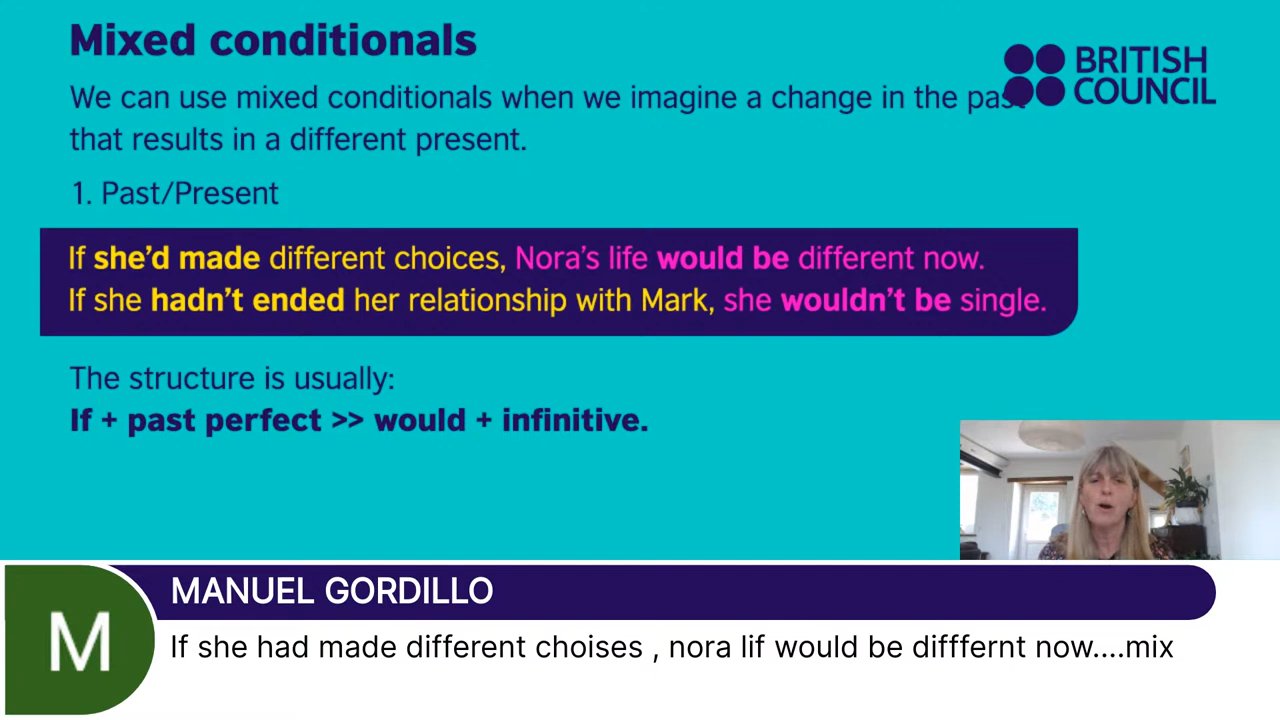 Mixed conditionals
BRITISH
COUNCIL
We can use mixed conditionals when we imagine a change in the past
that results in a different present.
1. Past/Present
If she’d made different choices, Nora’s life would be different now.
If she hadn’t ended her relationship with Mark, she wouldn’t be single.
The structure is usually:
If + past perfect >> would + infinitive.
M
MANUEL GORDILLO
If she had made different choises , nora lif would be difffernt now....mix